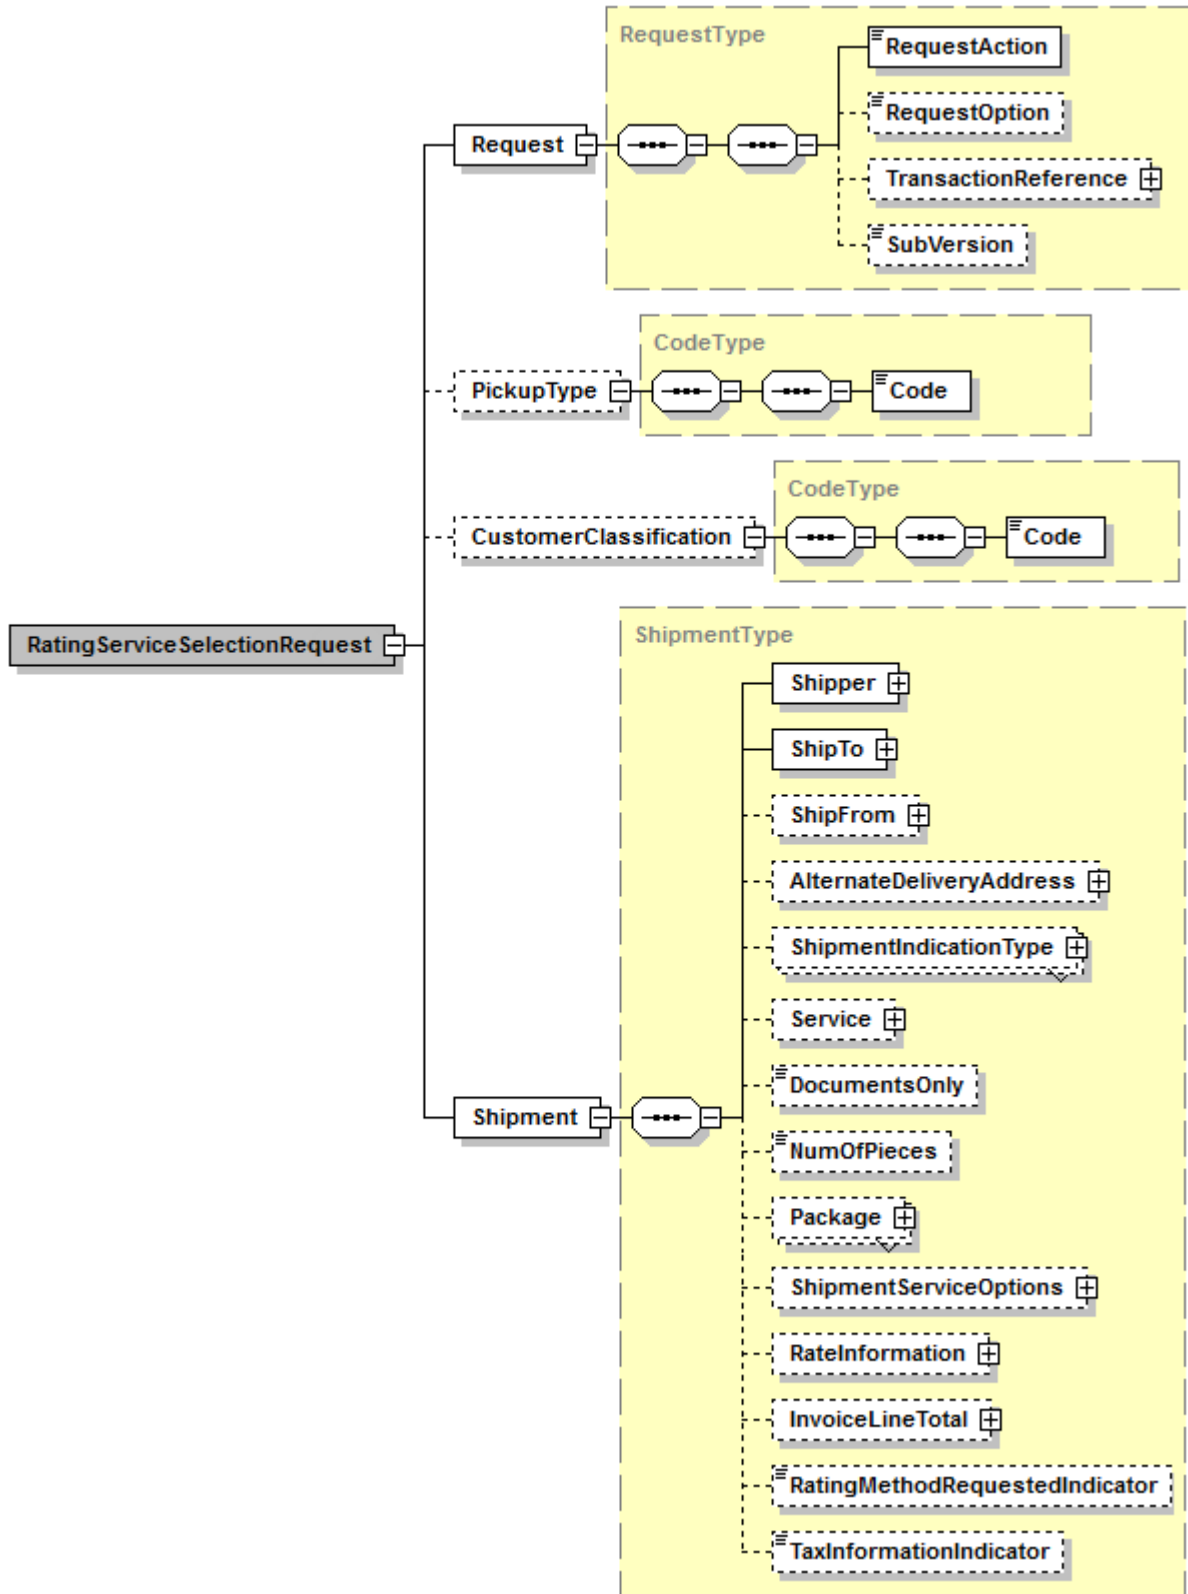 RequestType
RequestAction
RequestOption
Request
TransactionReference
SubVersion
CodeType
PickupType
Code
CodeType
CustomerClassification
Code
RatingServiceSelectionRequest
ShipmentType
Shipper
ShipTo
ShipFrom
AlternateDeliveryAddress
ShipmentIndicationType
Service
DocumentsOnly
Shipment
NumOfPieces
Package
ShipmentServiceOptions
RateInformation
InvoiceLineTotal
RatingMethodRequestedIndicator
TaxInformationIndicator